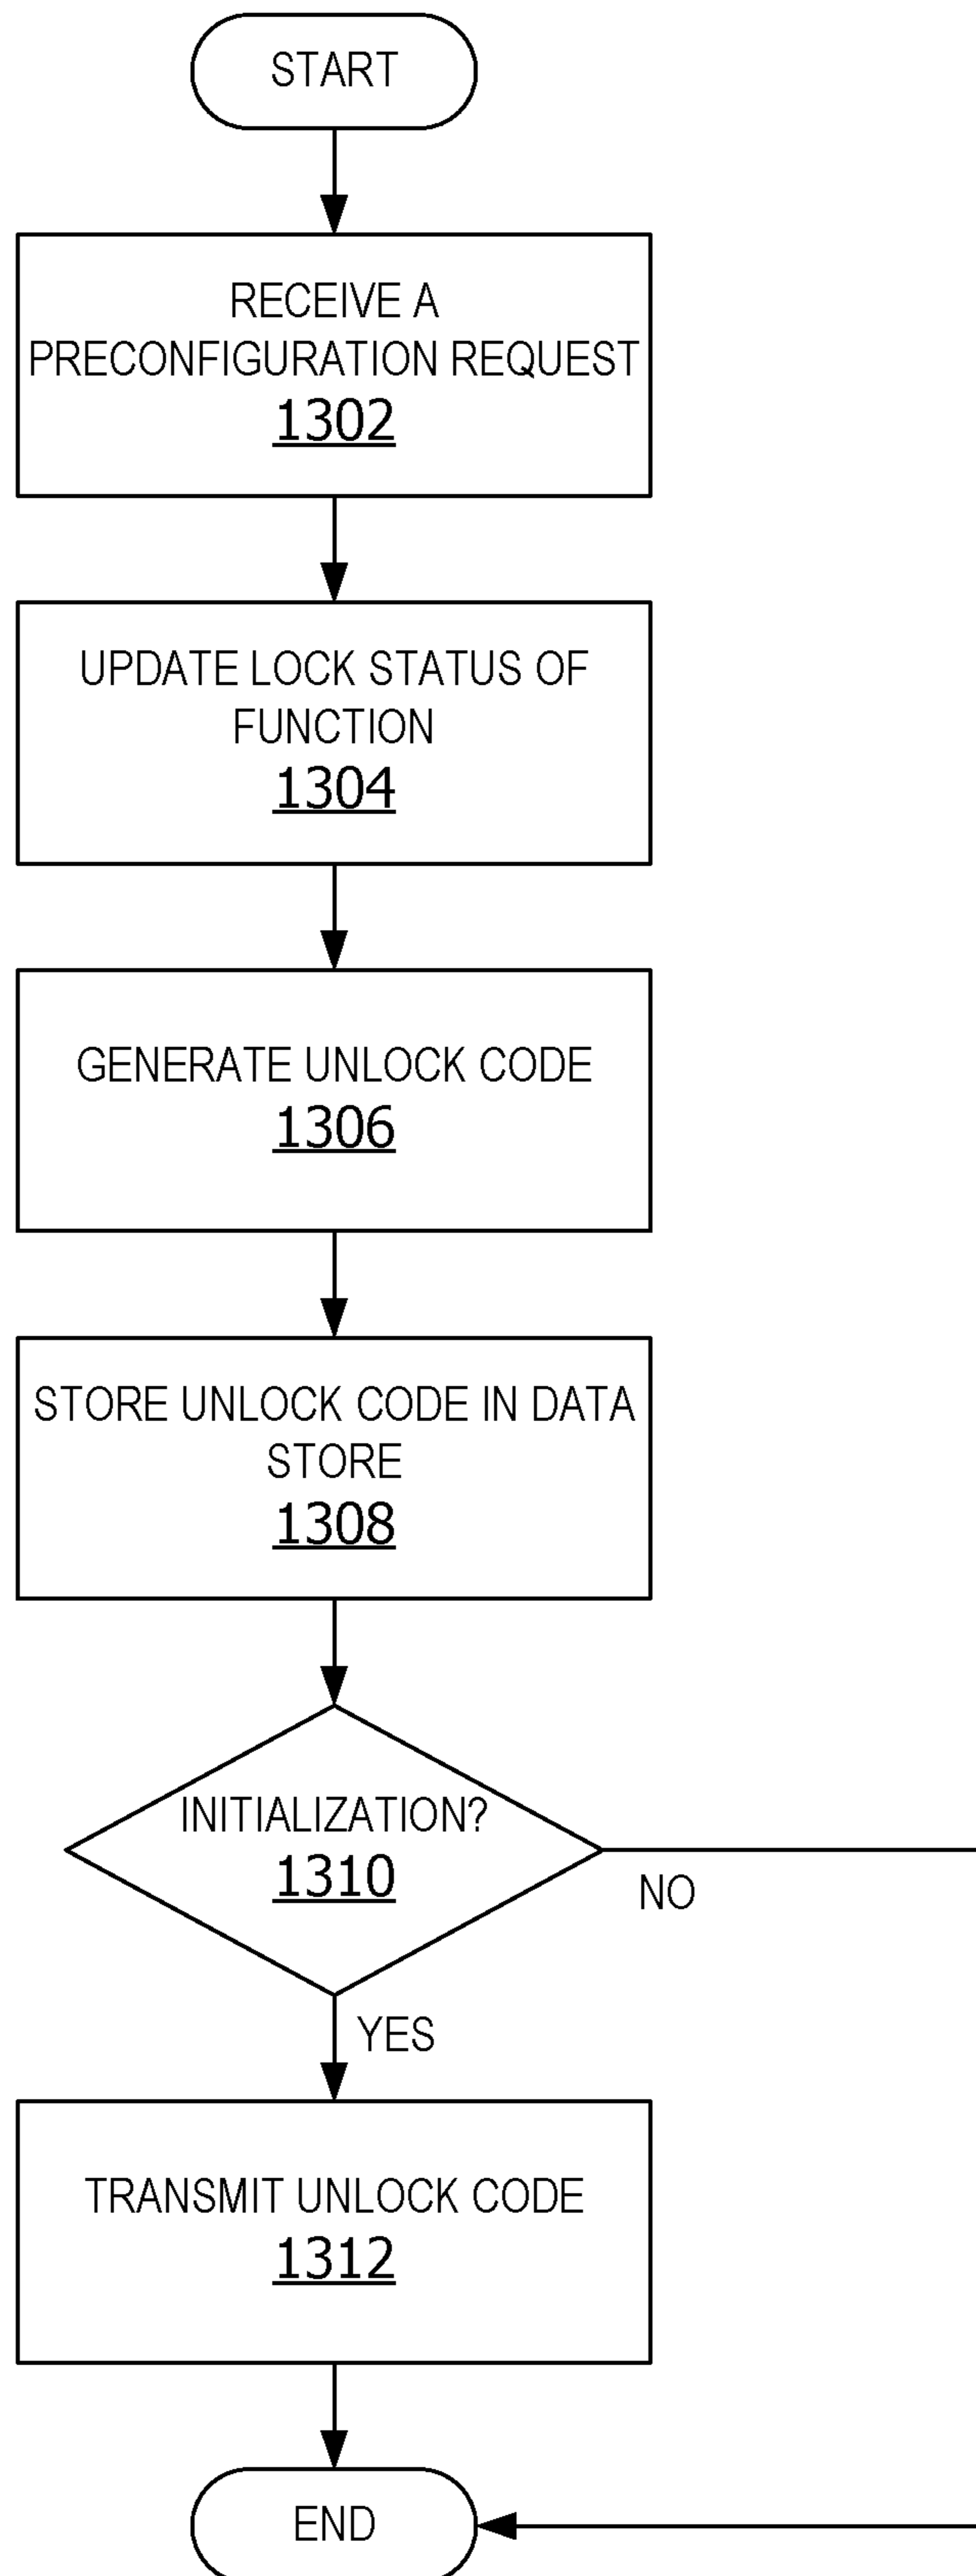 START
RECEIVE A
PRECONFIGURATION REQUEST
1302
UPDATE LOCK STATUS OF
FUNCTION
1304
GENERATE UNLOCK CODE
1306
STORE UNLOCK CODE IN DATA
STORE
1308
INITIALIZATION?
1310
NO
YES
TRANSMIT UNLOCK CODE
1312
END